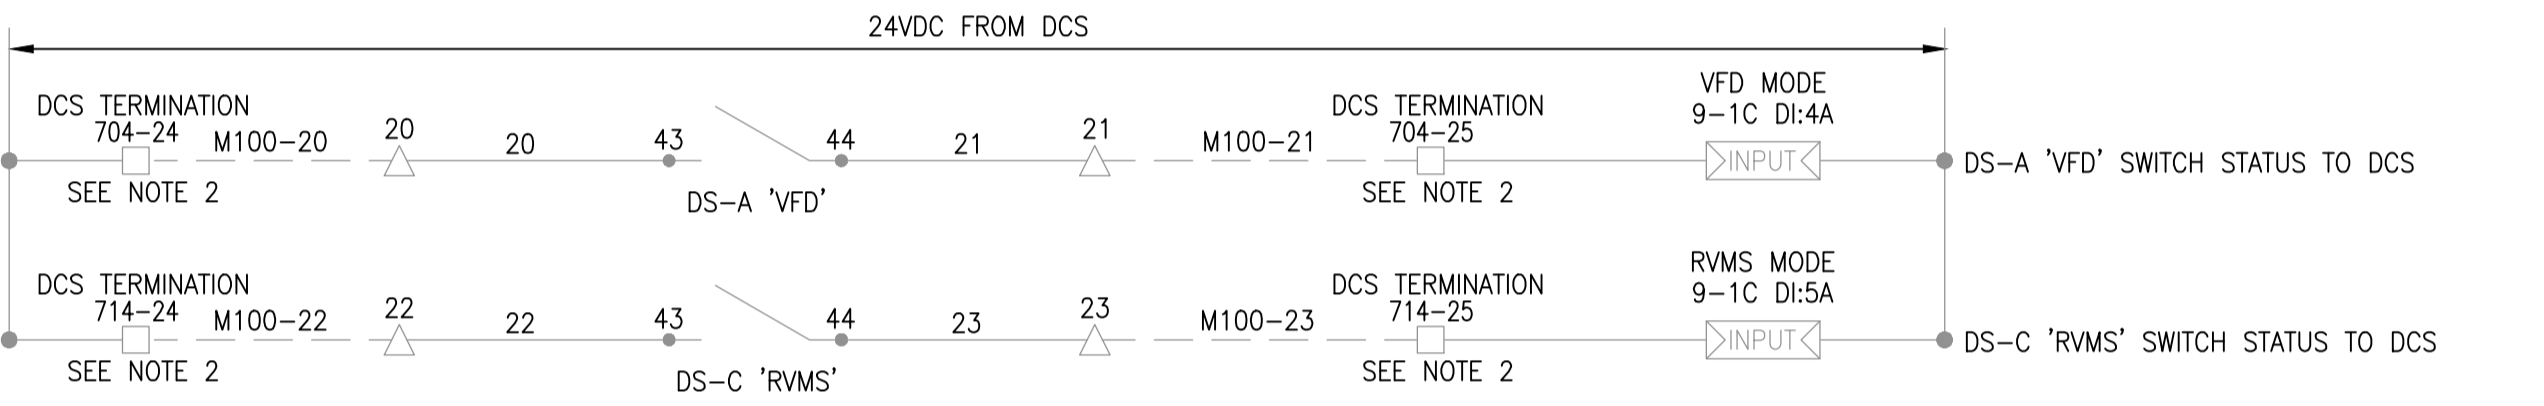 24VDC FROM DCS
DCS TERMINATION
704-24
M100-20
20
20
43
44
21
21
M100-21
DCS TERMINATION
704-25
VFD MODE
9-1C DI:4A
INPUT
DS-A 'VFD' SWITCH STATUS TO DCS
SEE NOTE 2
DS-A 'VFD'
SEE NOTE 2
DCS TERMINATION
714-24
M100-22
22
22
43
44
23
23
M100-23
DCS TERMINATION
714-25
RVMS MODE
9-1C DI:5A
INPUT
DS-C 'RVMS' SWITCH STATUS TO DCS
SEE NOTE 2
DS-C 'RVMS'
SEE NOTE 2